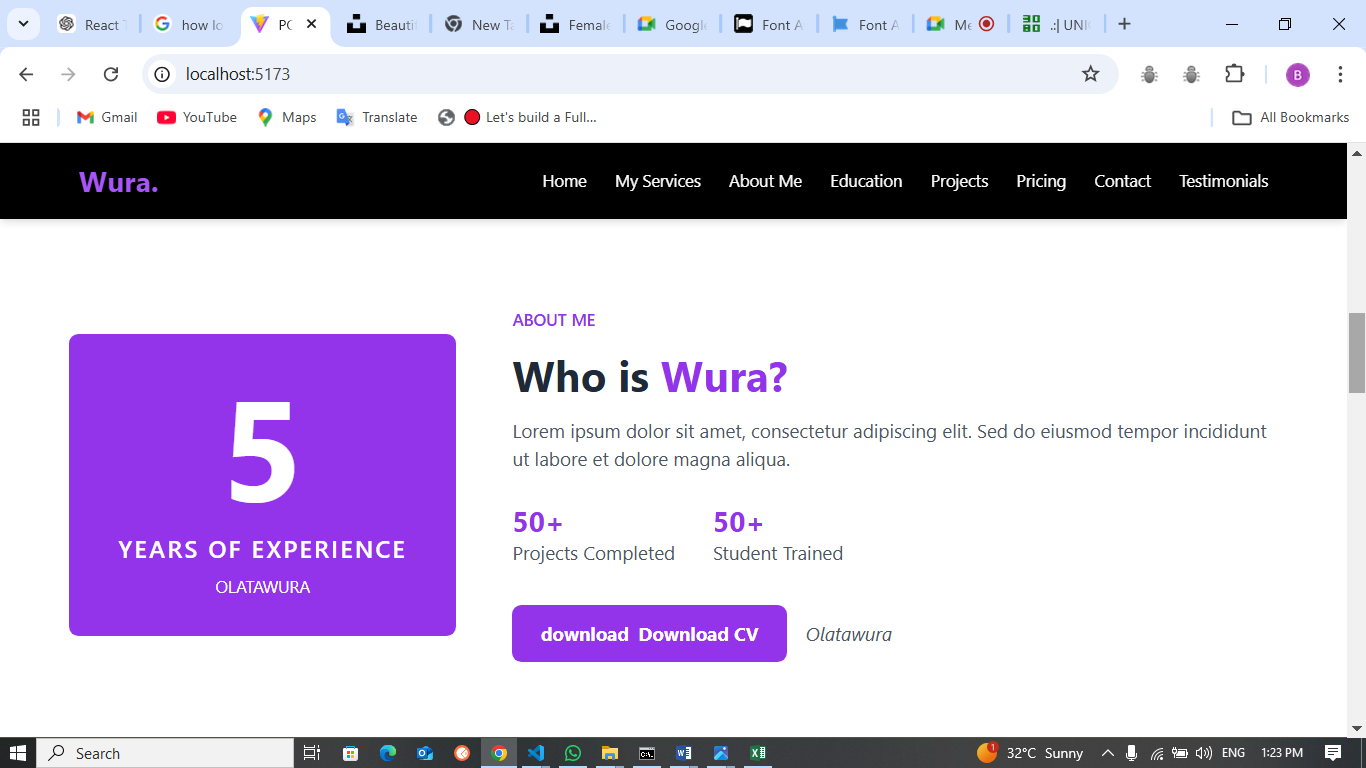 React T
how lo
PO
Beauti
New Ta
Female
Google
Font A
Font A
Me
.:| UNI
localhost:5173
B
Gmail
YouTube
Maps
Translate
Let's build a Full...
All Bookmarks
Wura.
Home
My Services
About Me
Education
Projects
Pricing
Contact
Testimonials
5
YEARS OF EXPERIENCE
OLATAWURA
ABOUT ME
Who is Wura?
Lorem ipsum dolor sit amet, consectetur adipiscing elit. Sed do eiusmod tempor incididunt
ut labore et dolore magna aliqua.
50+
Projects Completed
50+
Student Trained
download Download CV
Olatawura
Search
1
32°C Sunny
ENG
1:23 PM